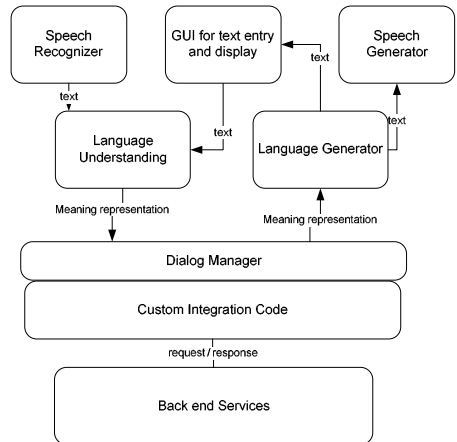 Speech
Recognizer
GUI for text entry
and display
Speech
Generator
text
text
text
text
Language
Understanding
Language Generator
Meaning representation
Meaning representation
Dialog Manager
Custom Integration Code
request/response
Back end Services